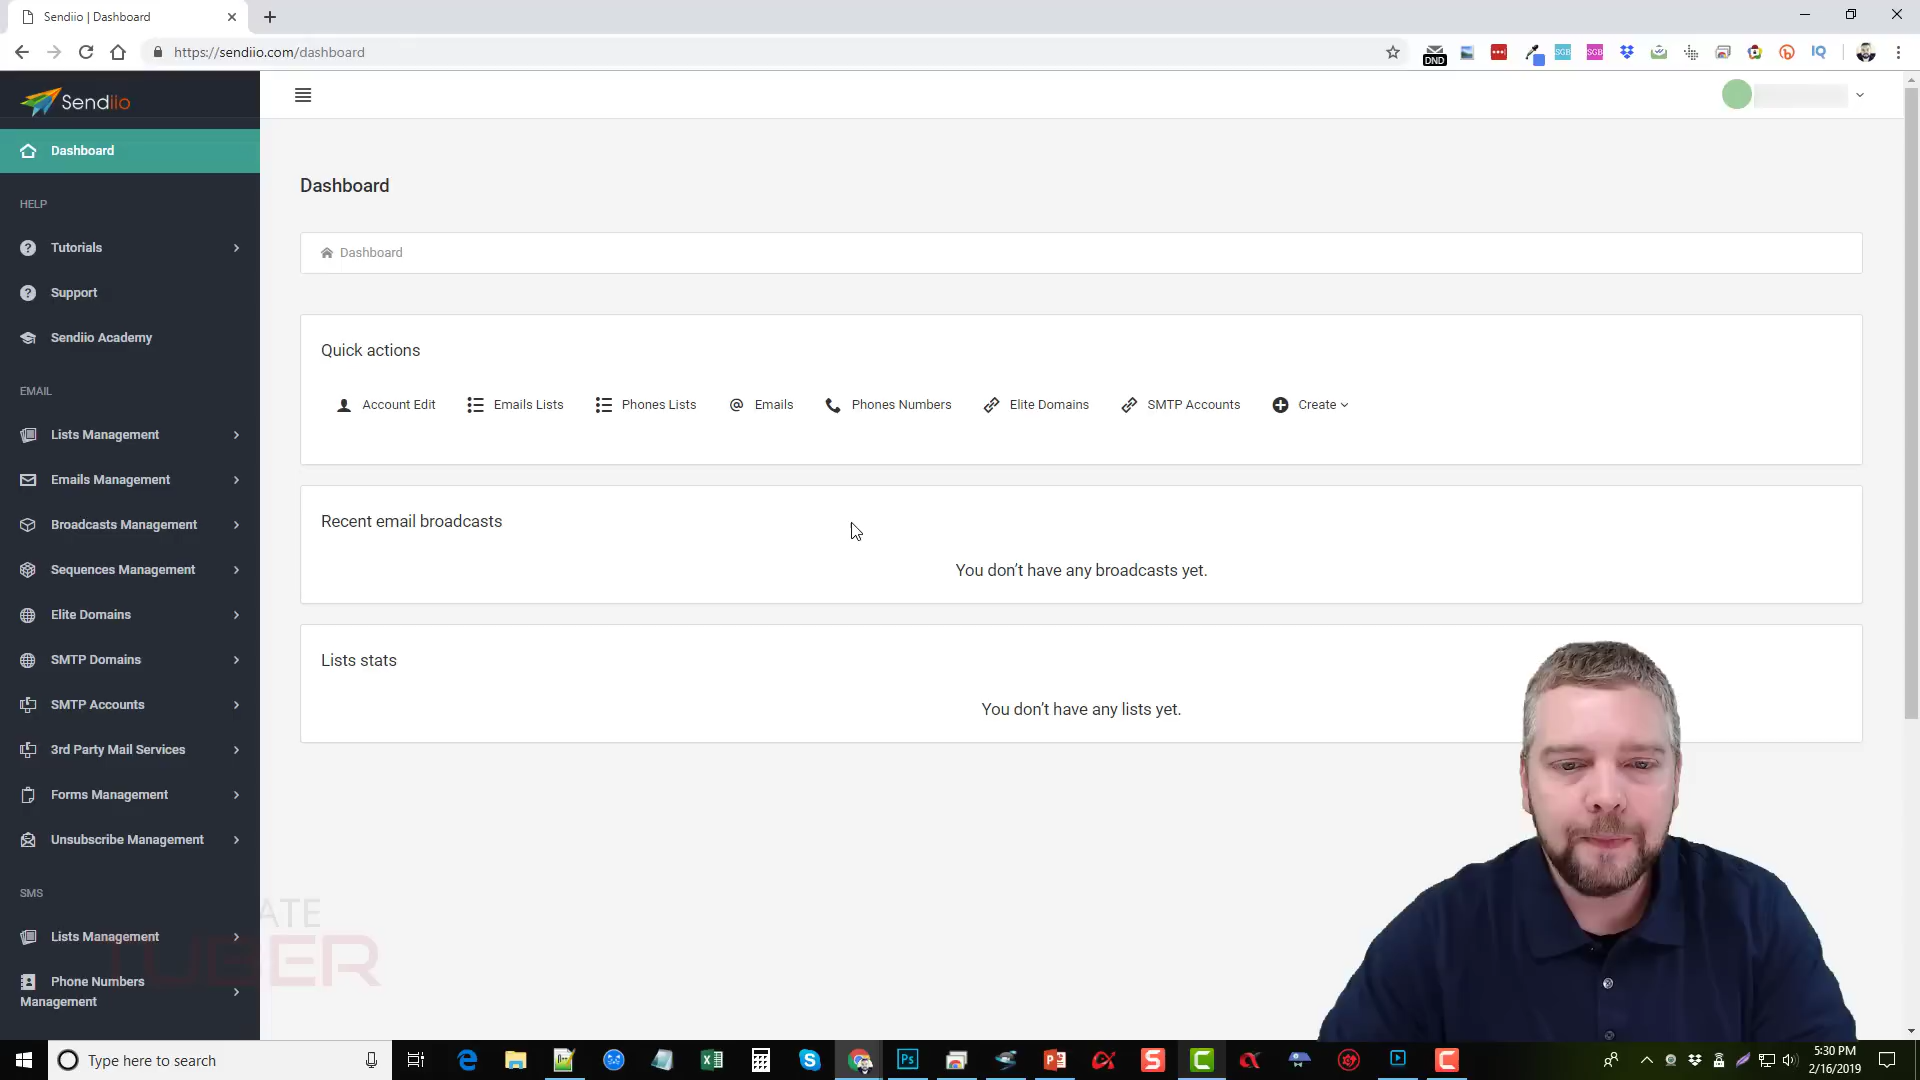 Sendiio | Dashboard
https://sendiio.com/dashboard
DND
SGB
SGB
IQ
Sendiio
Dashboard
HELP
Tutorials
Support
Sendiio Academy
EMAIL
Lists Management
Emails Management
Broadcasts Management
Sequences Management
Elite Domains
SMTP Domains
SMTP Accounts
3rd Party Mail Services
Forms Management
Unsubscribe Management
SMS
Lists Management
Phone Numbers
Management
Dashboard
Dashboard
Quick actions
Account Edit
Emails Lists
Phones Lists
Emails
Phones Numbers
Elite Domains
SMTP Accounts
Create
Recent email broadcasts
You don't have any broadcasts yet.
Lists stats
You don't have any lists yet.
TUBER
Type here to search
5:30 PM
2/16/2019